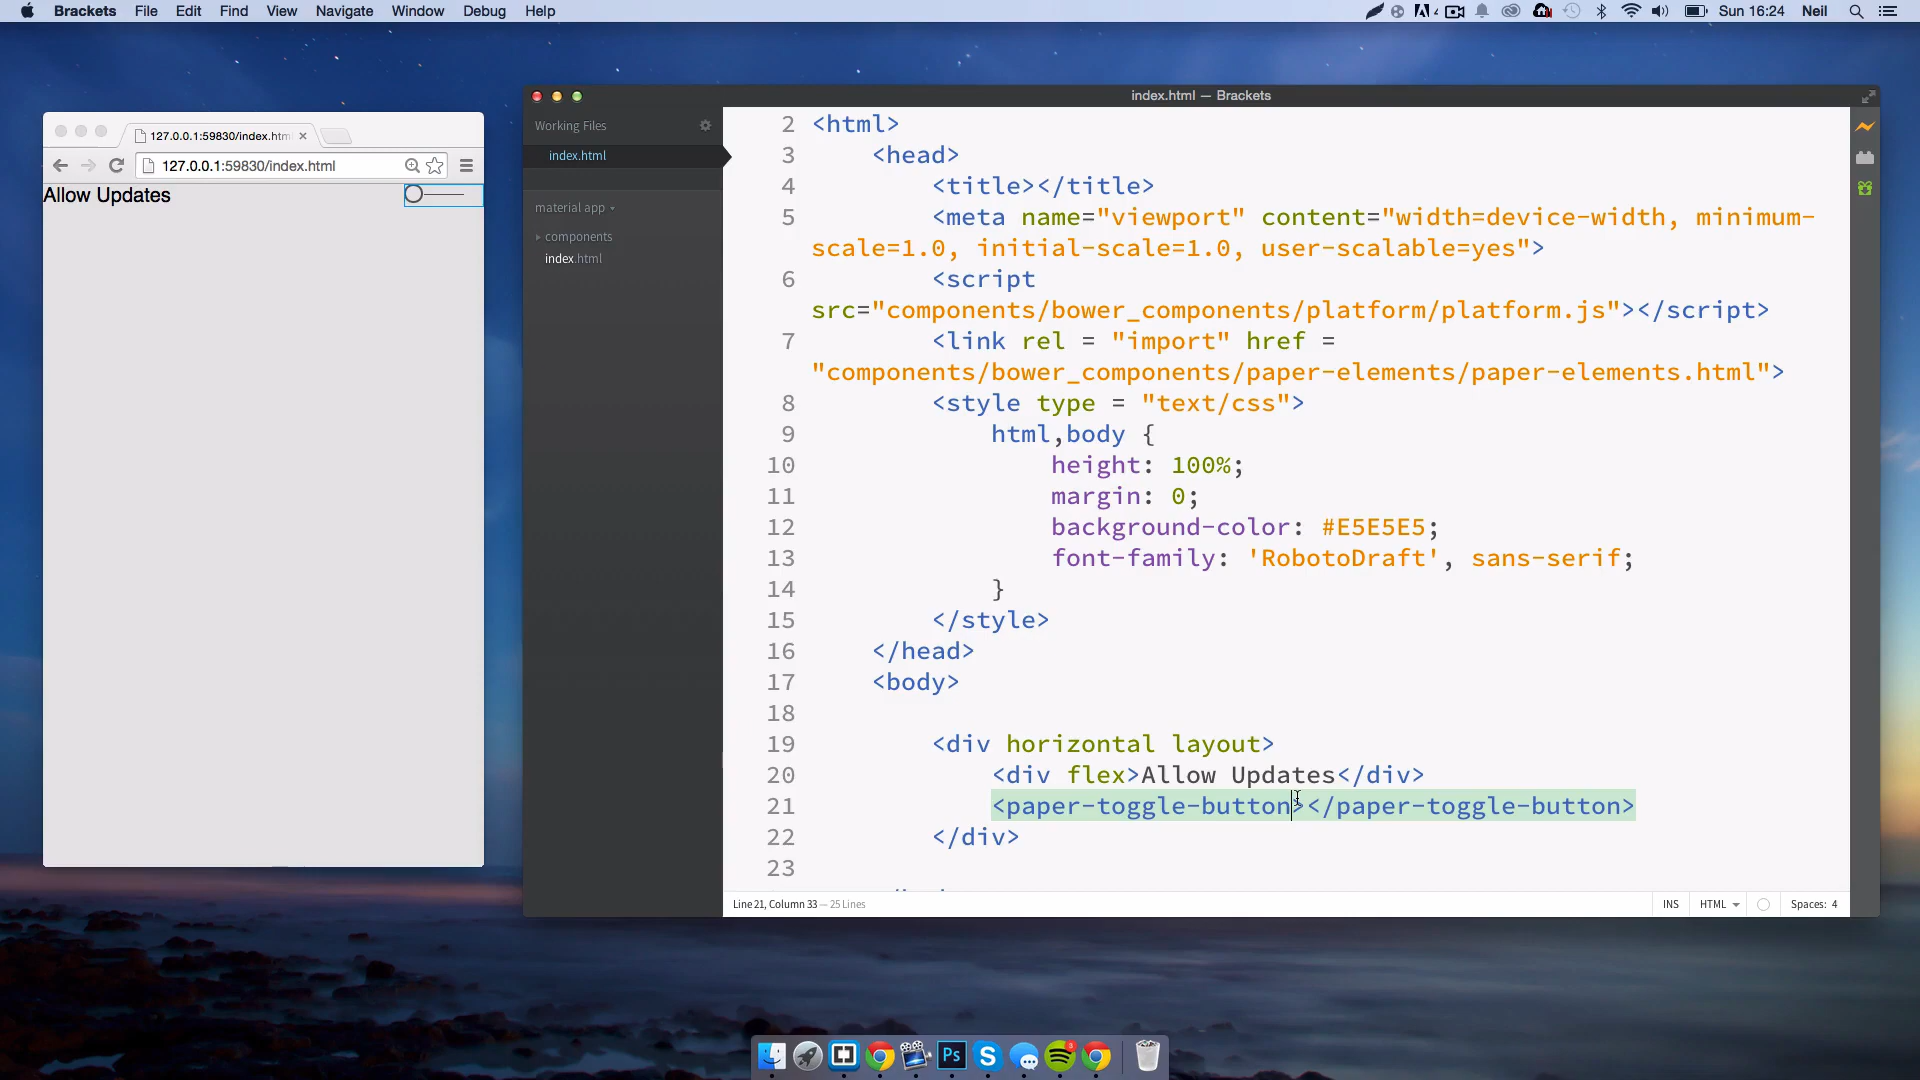 Brackets File Edit Find View Navigate Window Debug Help
4 Sun 16:24 Neil
127.0.0.1:59830/index.htm
127.0.0.1:59830/index.html
Allow Updates
index.html — Brackets
Working Files
index.html
material app
components
index.html
2 <html>
3 <head>
4 <title></title>
5 <meta name="viewport" content="width=device-width, minimum-
scale=1.0, initial-scale=1.0, user-scalable=yes">
6 <script
src="components/bower_components/platform/platform.js"></script>
7 <link rel = "import" href =
"components/bower_components/paper-elements/paper-elements.html">
8 <style type = "text/css">
9 html,body {
10 height: 100%;
11 margin: 0;
12 background-color: #E5E5E5;
13 font-family: 'RobotoDraft', sans-serif;
14 }
15 </style>
16 </head>
17 <body>
18
19 <div horizontal layout>
20 <div flex>Allow Updates</div>
21 <paper-toggle-button></paper-toggle-button>
22 </div>
23
Line 21, Column 33 — 25 Lines
INS HTML Spaces: 4
Ps